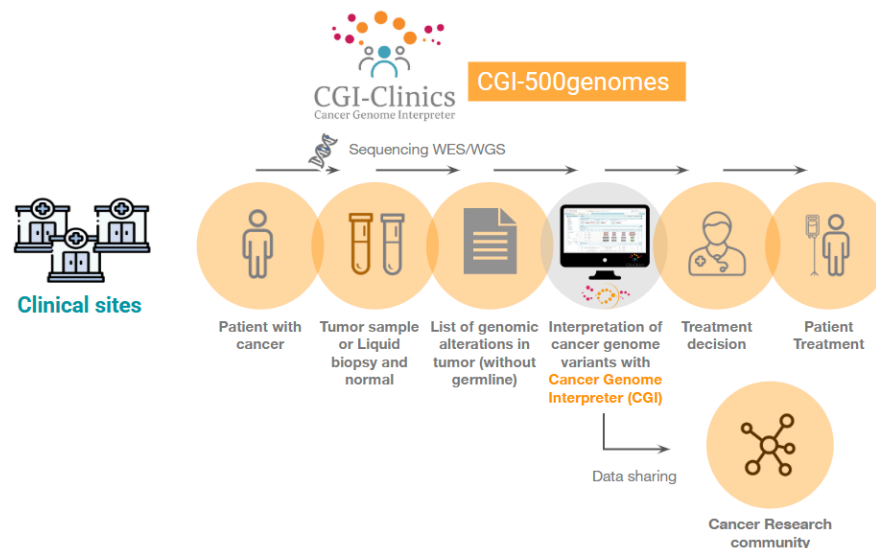 CGI-Clinics
Cancer Genome Interpreter
CGI-500genomes
Sequencing WES/WGS
Clinical sites
Patient with
cancer
Tumor sample
or Liquid
biopsy and
normal
List of genomic
alterations in
tumor (without
germline)
Interpretation of
cancer genome
variants with
Cancer Genome
Interpreter (CGI)
Treatment
decision
Patient
Treatment
Data sharing
Cancer Research
community